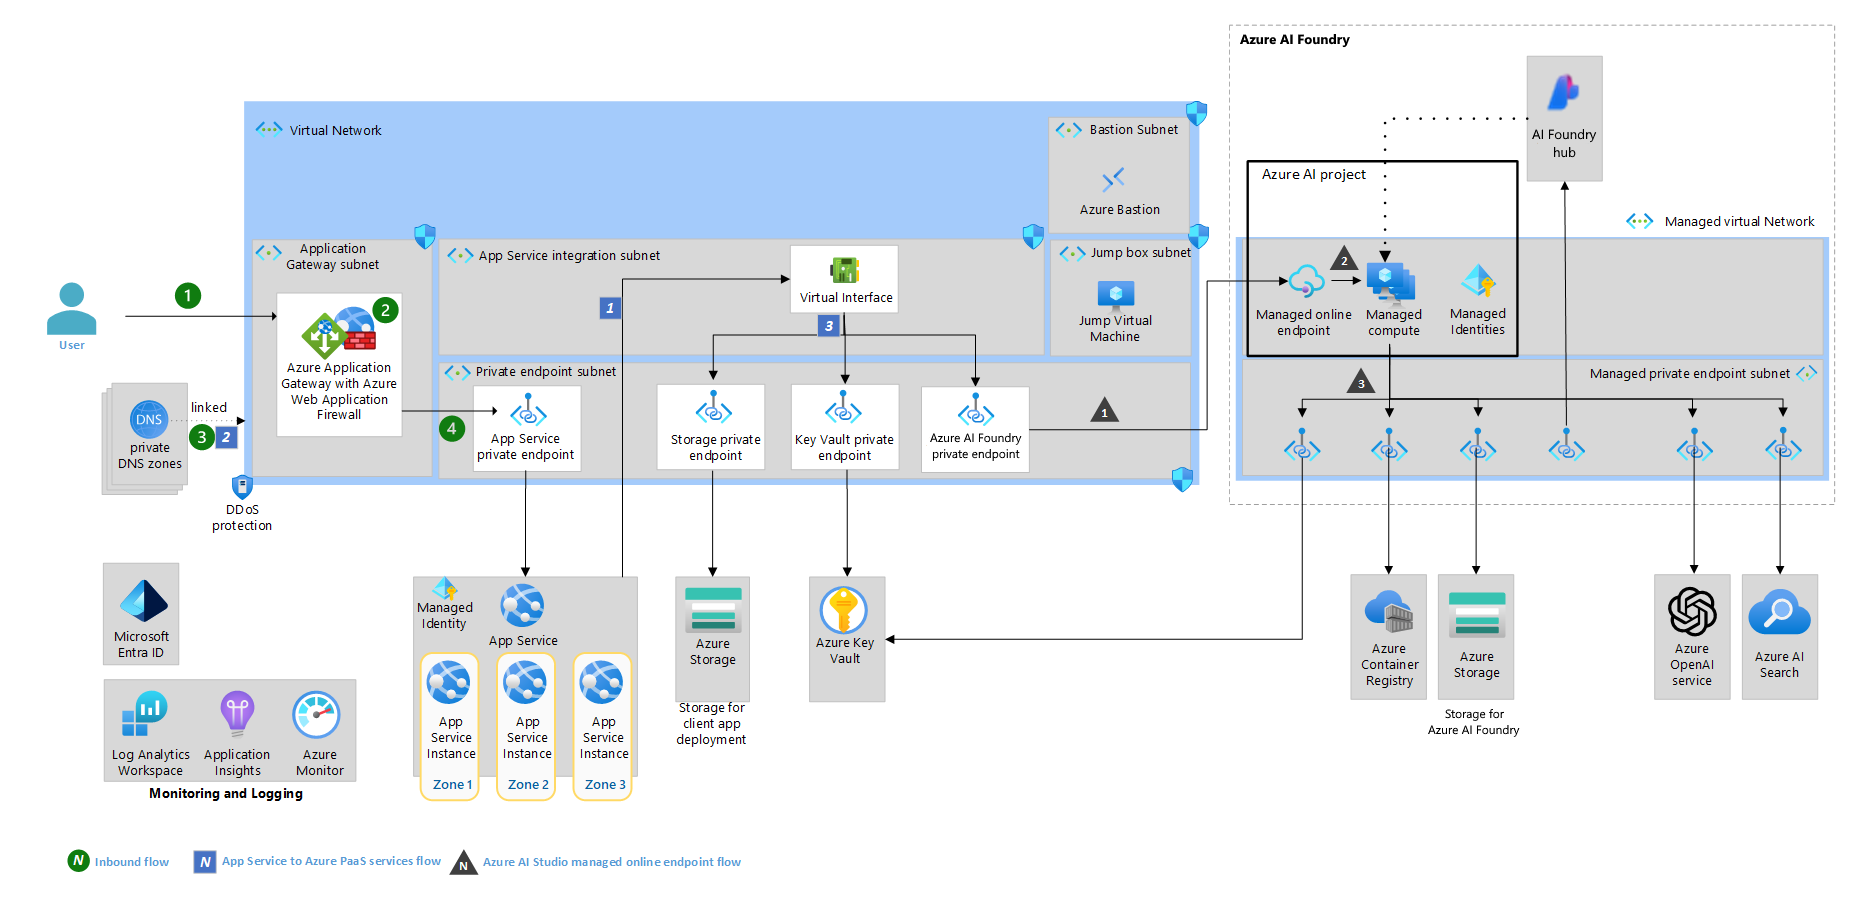 Azure AI Foundry
AI Foundry
hub
Virtual Network
Bastion Subnet
Azure Bastion
Azure AI project
Managed virtual Network
Application
Gateway subnet
App Service integration subnet
Jump box subnet
1
2
Azure Application
Gateway with Azure
Web Application
Firewall
User
1
Virtual Interface
3
Jump Virtual
Machine
2
Managed online
endpoint
Managed
compute
Managed
Identities
Private endpoint subnet
3
Managed private endpoint subnet
DNS
private
DNS zones
linked
3
2
4
App Service
private endpoint
Storage private
endpoint
Key Vault private
endpoint
Azure AI Foundry
private endpoint
1
DDoS
protection
Microsoft
Entra ID
Managed
Identity
App Service
Azure
Storage
Azure Key
Vault
Azure
Container
Registry
Azure
Storage
Azure
OpenAI
service
Azure AI
Search
App
Service
Instance
Zone 1
App
Service
Instance
Zone 2
App
Service
Instance
Zone 3
Storage for
client app
deployment
Storage for
Azure AI Foundry
Log Analytics
Workspace
Application
Insights
Azure
Monitor
Monitoring and Logging
N Inbound flow
N App Service to Azure PaaS services flow
N Azure AI Studio managed online endpoint flow